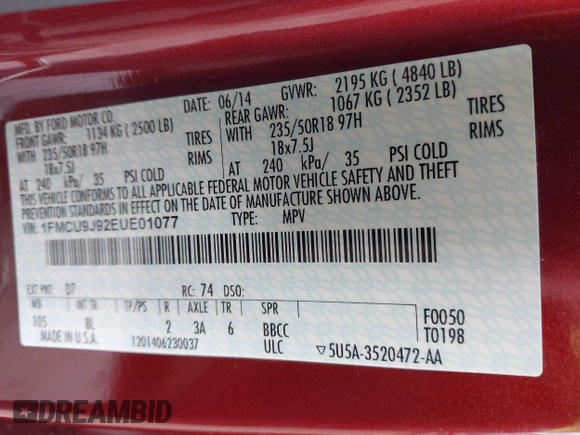 MFD. BY FORD MOTOR CO.
DATE: 06/14 GVWR: 2195 KG ( 4840 LB)
FRONT GAWR: 1134 KG ( 2500 LB) REAR GAWR: 1067 KG ( 2352 LB)
WITH 235/50R18 97H TIRES WITH 235/50R18 97H TIRES
18x7.5J RIMS 18x7.5J RIMS
AT 240 kPa/ 35 PSI COLD AT 240 kPa/ 35 PSI COLD
THIS VEHICLE CONFORMS TO ALL APPLICABLE FEDERAL MOTOR VEHICLE SAFETY AND THEFT
PREVENTION STANDARDS IN EFFECT ON THE DATE OF MANUFACTURE SHOWN ABOVE.
VIN: 1FMCU9J92EUE01077 TYPE: MPV
EXT PNT: D7 RC: 74 DSO:
WB INT TR TP/PS R AXLE TR SPR F0050
105 BL 2 3A 6 BBCC T0198
MADE IN U.S.A. 1201406230037 ULC ▽5U5A-3520472-AA
DREAMBID